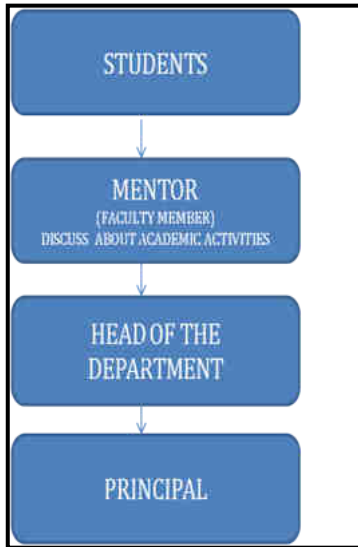 STUDENTS
MENTOR
(FACULTY MEMBER)
DISCUSS ABOUT ACADEMIC ACTIVITIES
HEAD OF THE
DEPARTMENT
PRINCIPAL